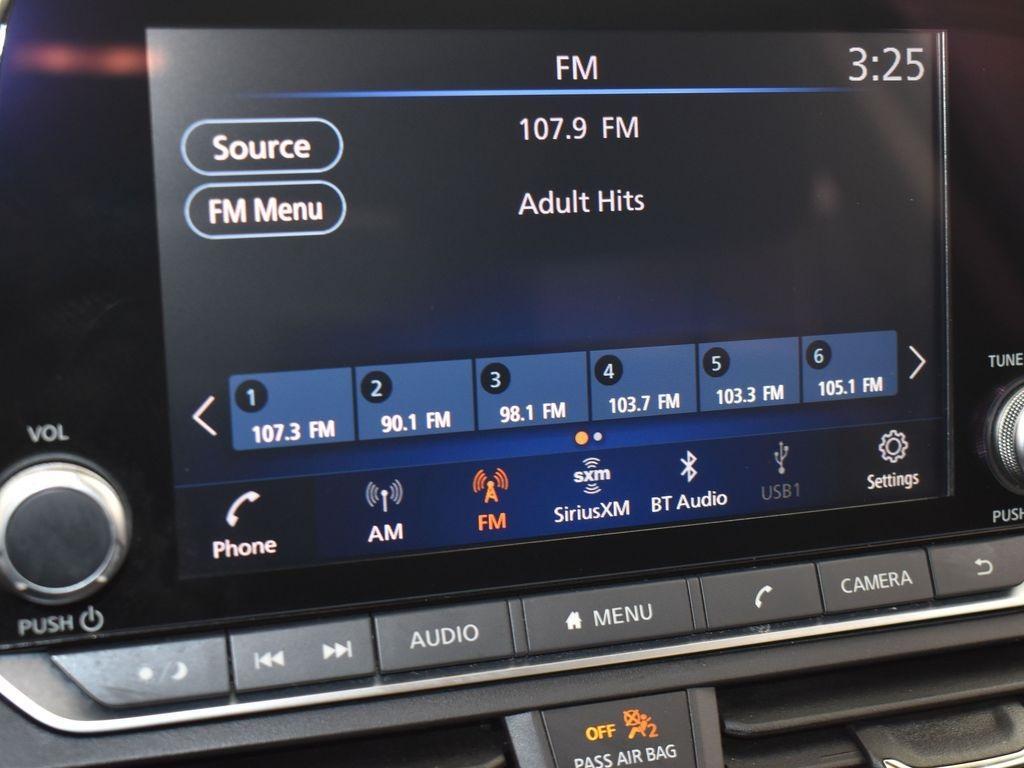 FM
3:25
Source
107.9 FM
FM Menu
Adult Hits
1
107.3 FM
2
90.1 FM
3
98.1 FM
4
103.7 FM
5
103.3 FM
6
105.1 FM
Phone
AM
FM
sxm
SiriusXM
BT Audio
USB1
Settings
VOL
PUSH
TUNE
PUSH
AUDIO
MENU
CAMERA
OFF
2
PASS AIR BAG